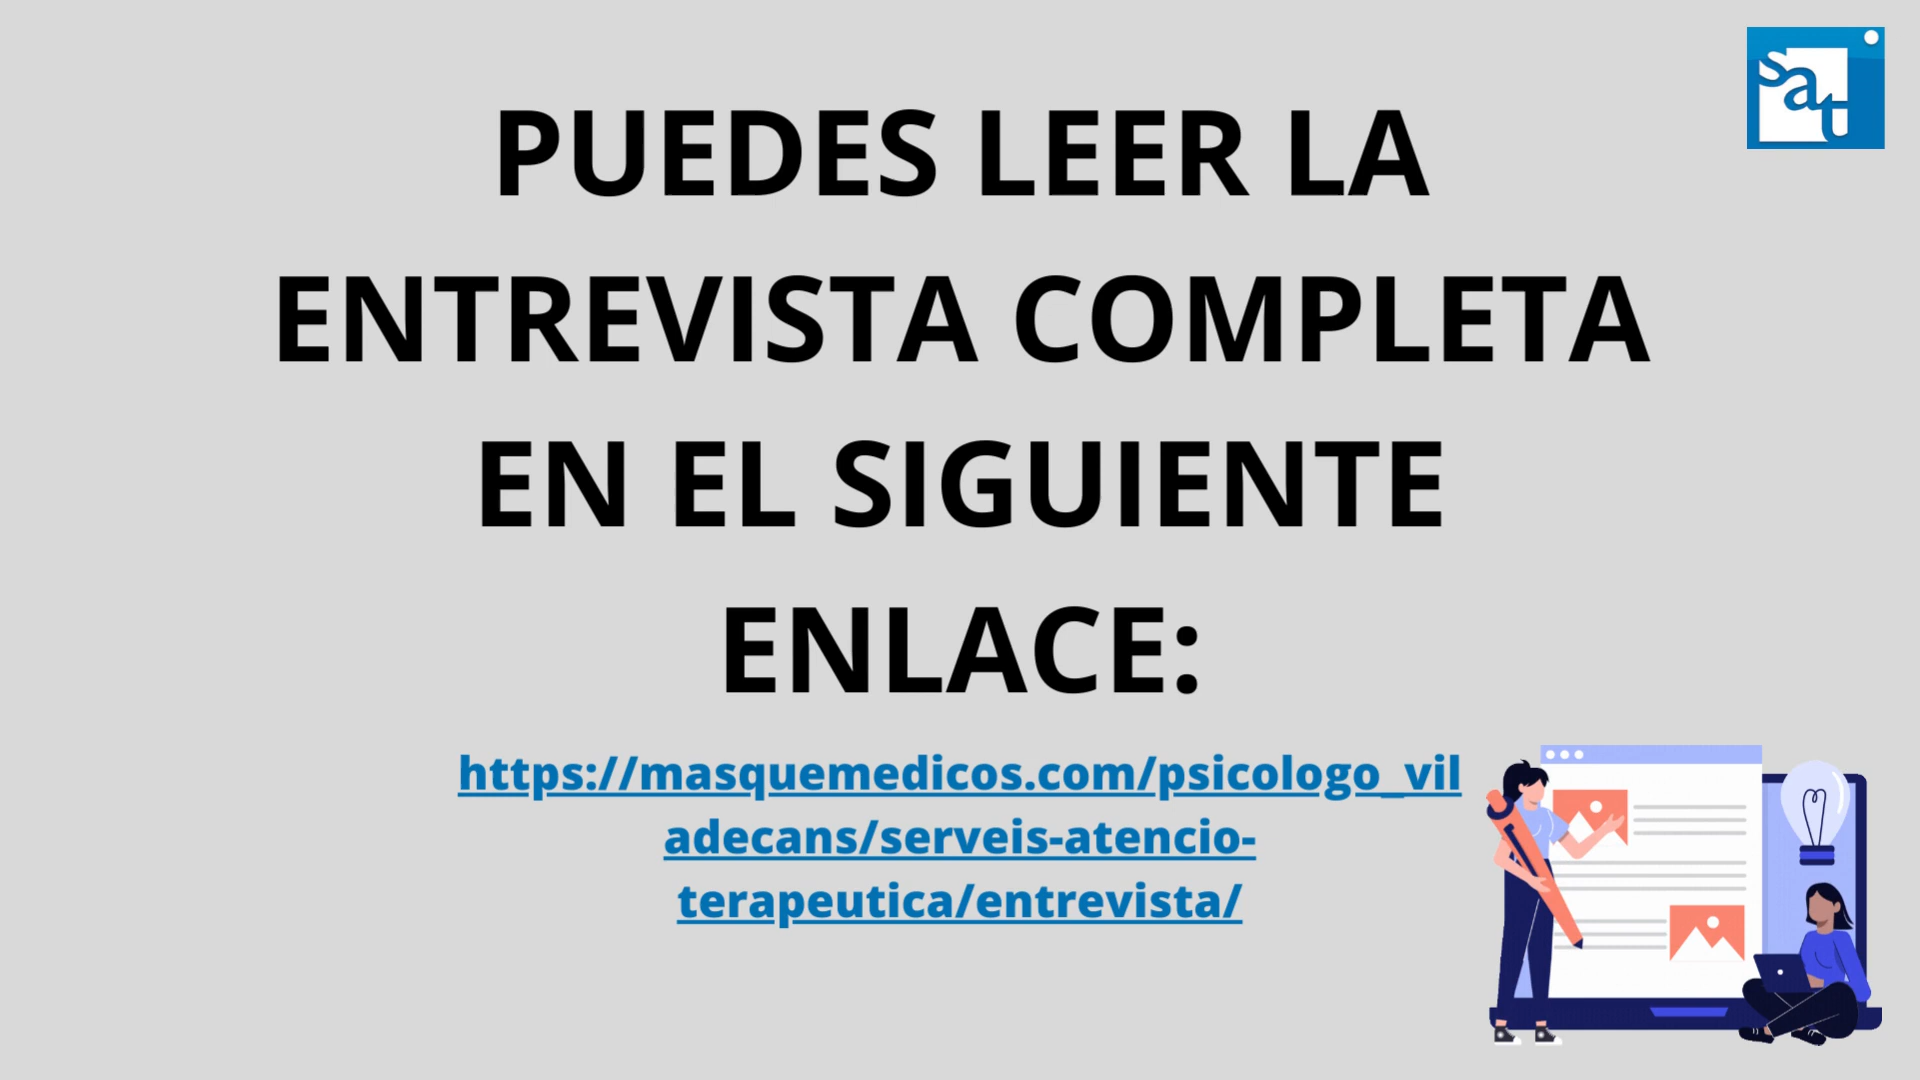 sat
PUEDES LEER LA
ENTREVISTA COMPLETA
EN EL SIGUIENTE
ENLACE:
https://masquemedicos.com/psicologo_vil
adecans/serveis-atencio-
terapeutica/entrevista/